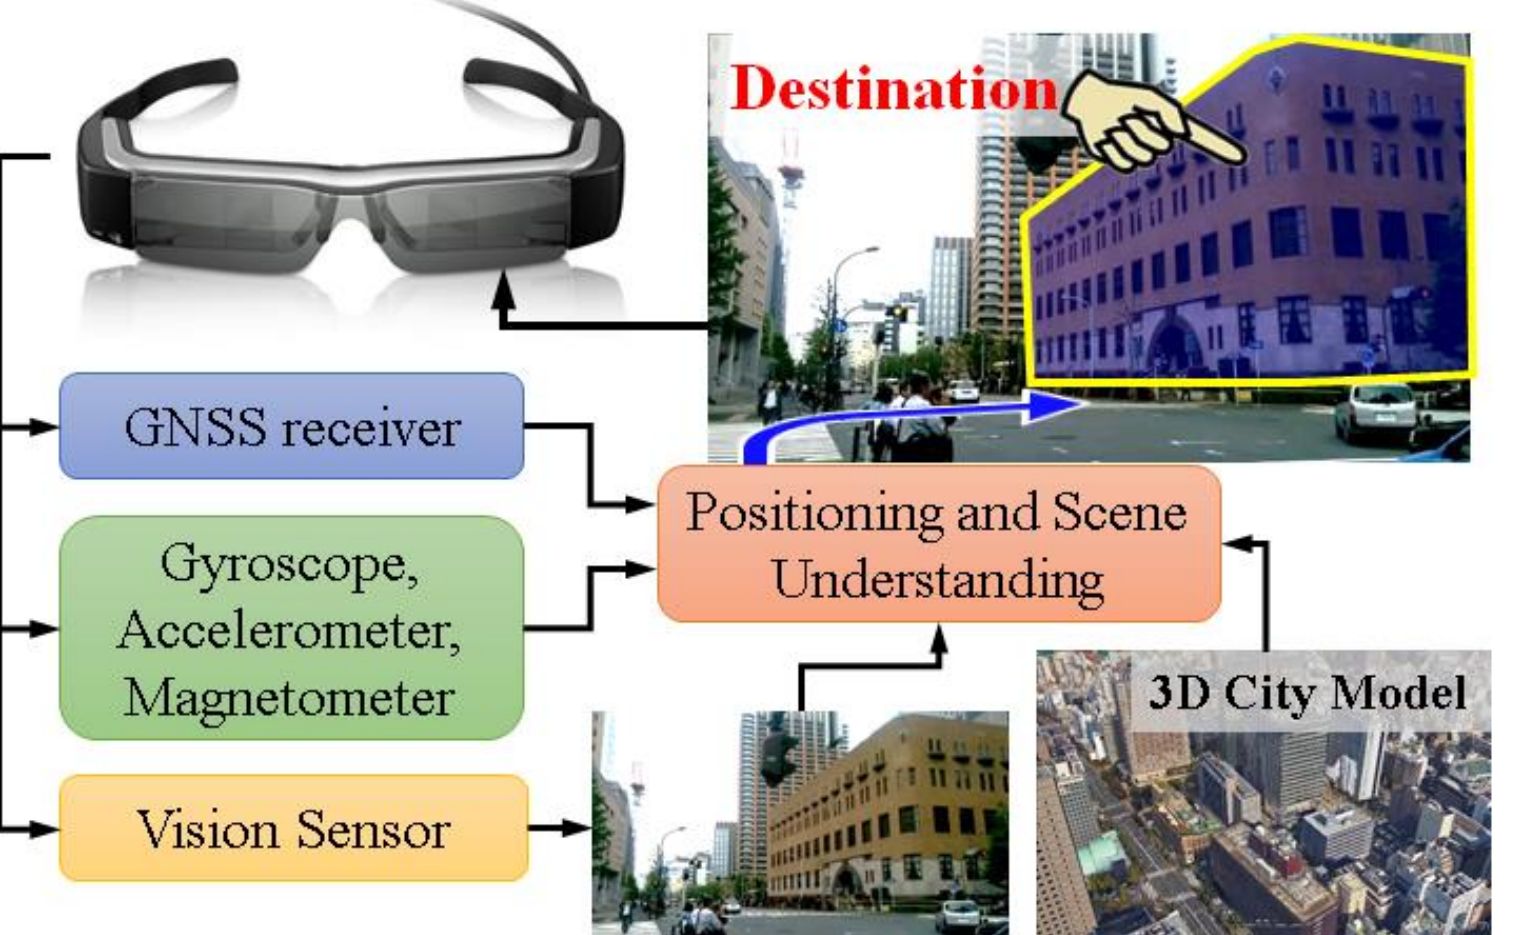 Destination
GNSS receiver
Positioning and Scene
Understanding
Gyroscope,
Accelerometer,
Magnetometer
3D City Model
Vision Sensor